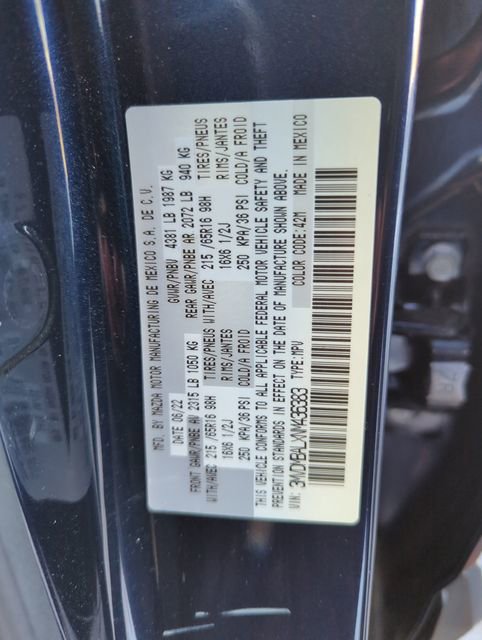 MFD. BY MAZDA MOTOR MANUFACTURING DE MEXICO S.A. DE C.V.
DATE: 06/22 GVWR/PNBV 4381 LB 1987 KG
FRONT GAWR/PNBE AV 2315 LB 1050 KG REAR GAWR/PNBE AR 2072 LB 940 KG
WITH/AVEC 215/65R16 98H TIRES/PNEUS WITH/AVEC 215/65R16 98H TIRES/PNEUS
16X6 1/2J RIMS/JANTES 16X6 1/2J RIMS/JANTES
250 KPA/36 PSI COLD/A FROID 250 KPA/36 PSI COLD/A FROID
THIS VEHICLE CONFORMS TO ALL APPLICABLE FEDERAL MOTOR VEHICLE SAFETY AND THEFT
PREVENTION STANDARDS IN EFFECT ON THE DATE OF MANUFACTURE SHOWN ABOVE.
VIN: TYPE: MPV COLOR CODE: 42M MADE IN MEXICO